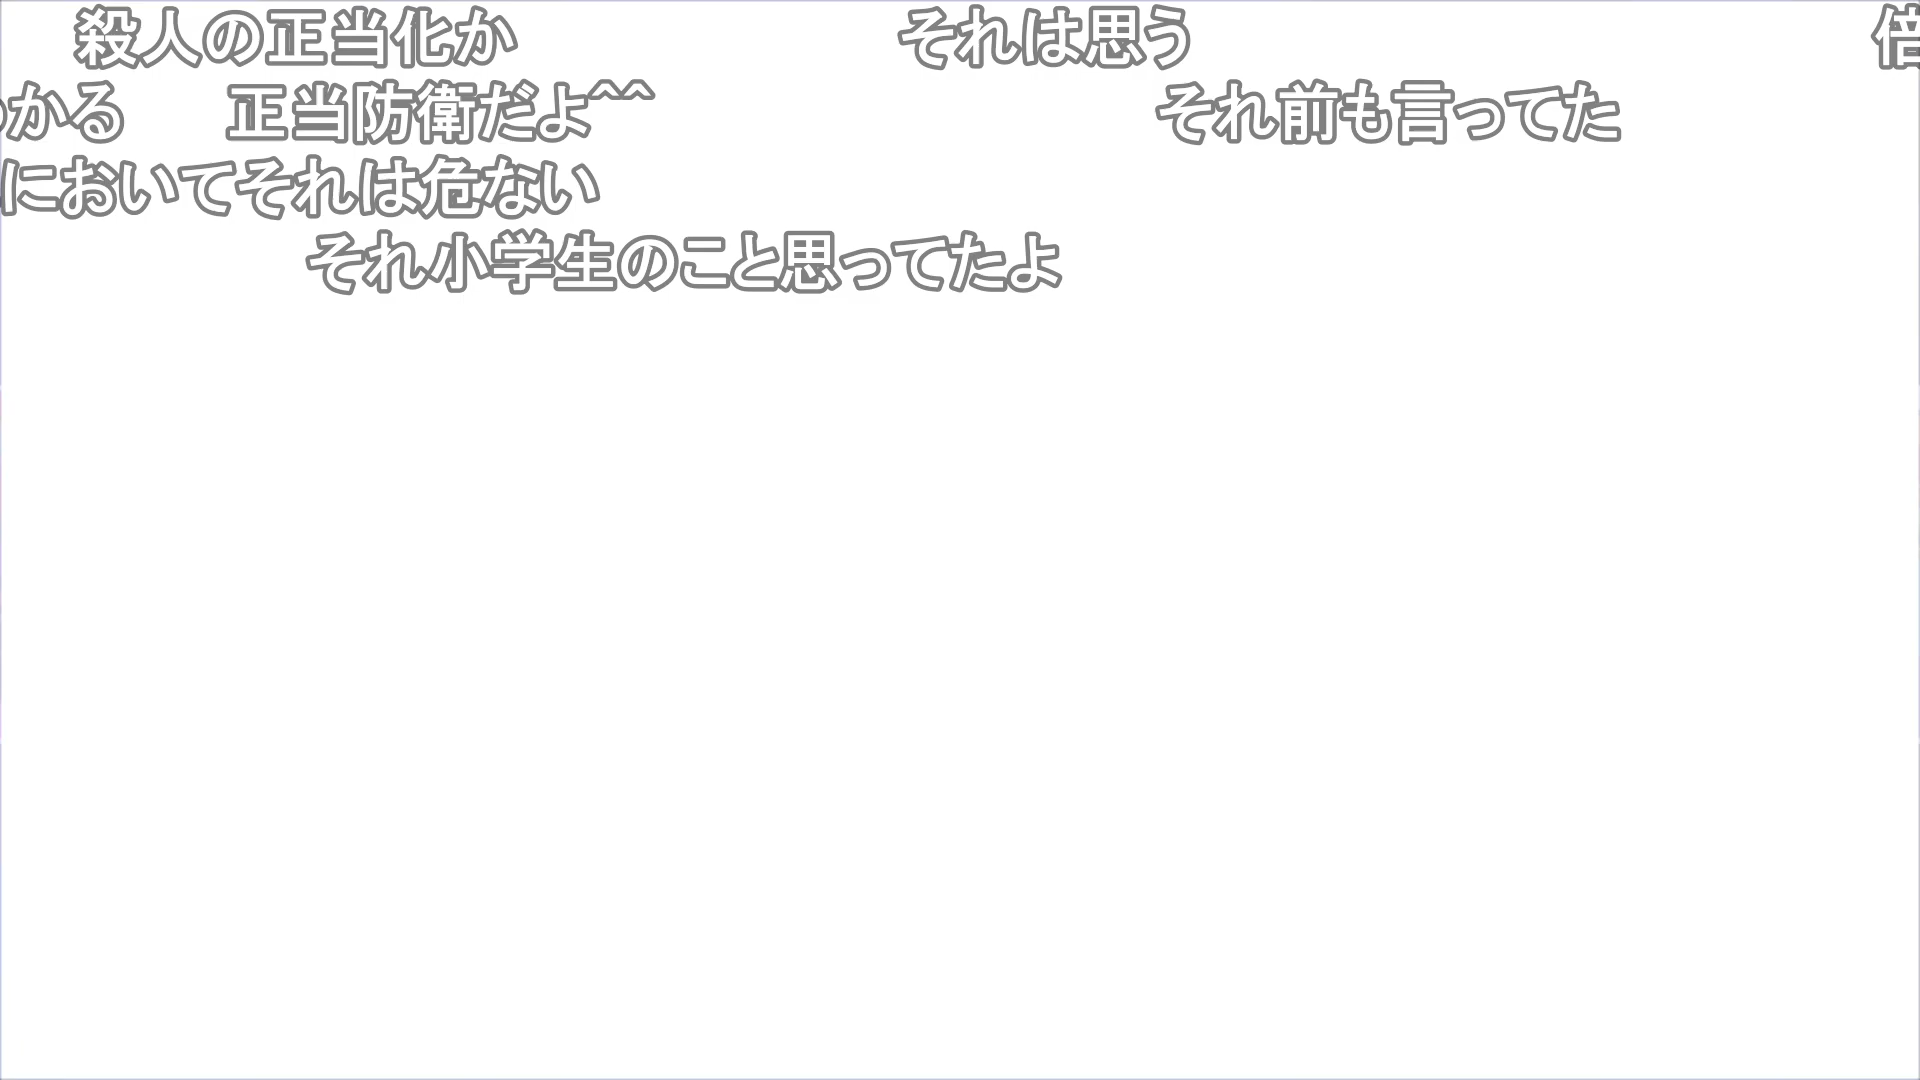 殺人の正当化か それは思う 倍
かる 正当防衛だよ^^ それ前も言ってた
においてそれは危ない
それ小学生のこと思ってたよ